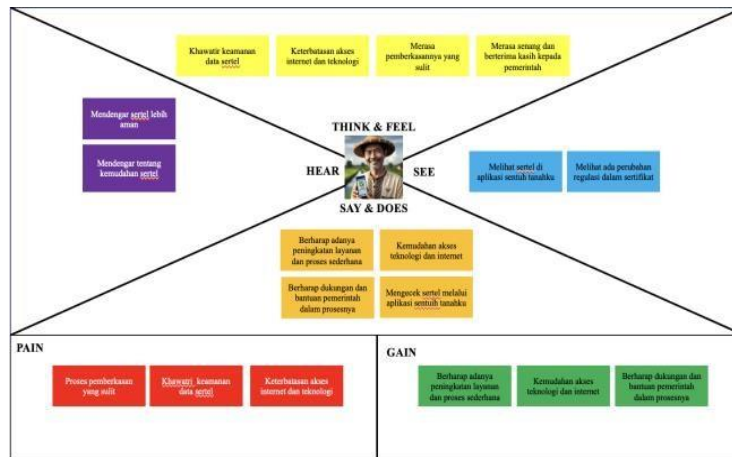 Khawatir keamanan
data sertel
Keterbatasan akses
internet dan teknologi
Merasa
pemberkasannya yang
sulit
Merasa senang dan
berterima kasih kepada
pemerintah
Mendengar sertel lebih
aman
Mendengar tentang
kemudahan sertel
THINK & FEEL
HEAR
SEE
SAY & DOES
Melihat sertel di
aplikasi sentuh tanahku
Melihat ada perubahan
regulasi dalam sertifikat
Berharap adanya
peningkatan layanan
dan proses sederhana
Kemudahan akses
teknologi dan internet
Berharap dukungan dan
bantuan pemerintah
dalam prosesnya
Mengecek sertel melalui
aplikasi sentuih tanahku
PAIN
Proses pemberkasan
yang sulit
Khawatri keamanan
data sertel
Keterbatasan akses
internet dan teknologi
GAIN
Berharap adanya
peningkatan layanan
dan proses sederhana
Kemudahan akses
teknologi dan internet
Berharap dukungan dan
bantuan pemerintah
dalam prosesnya